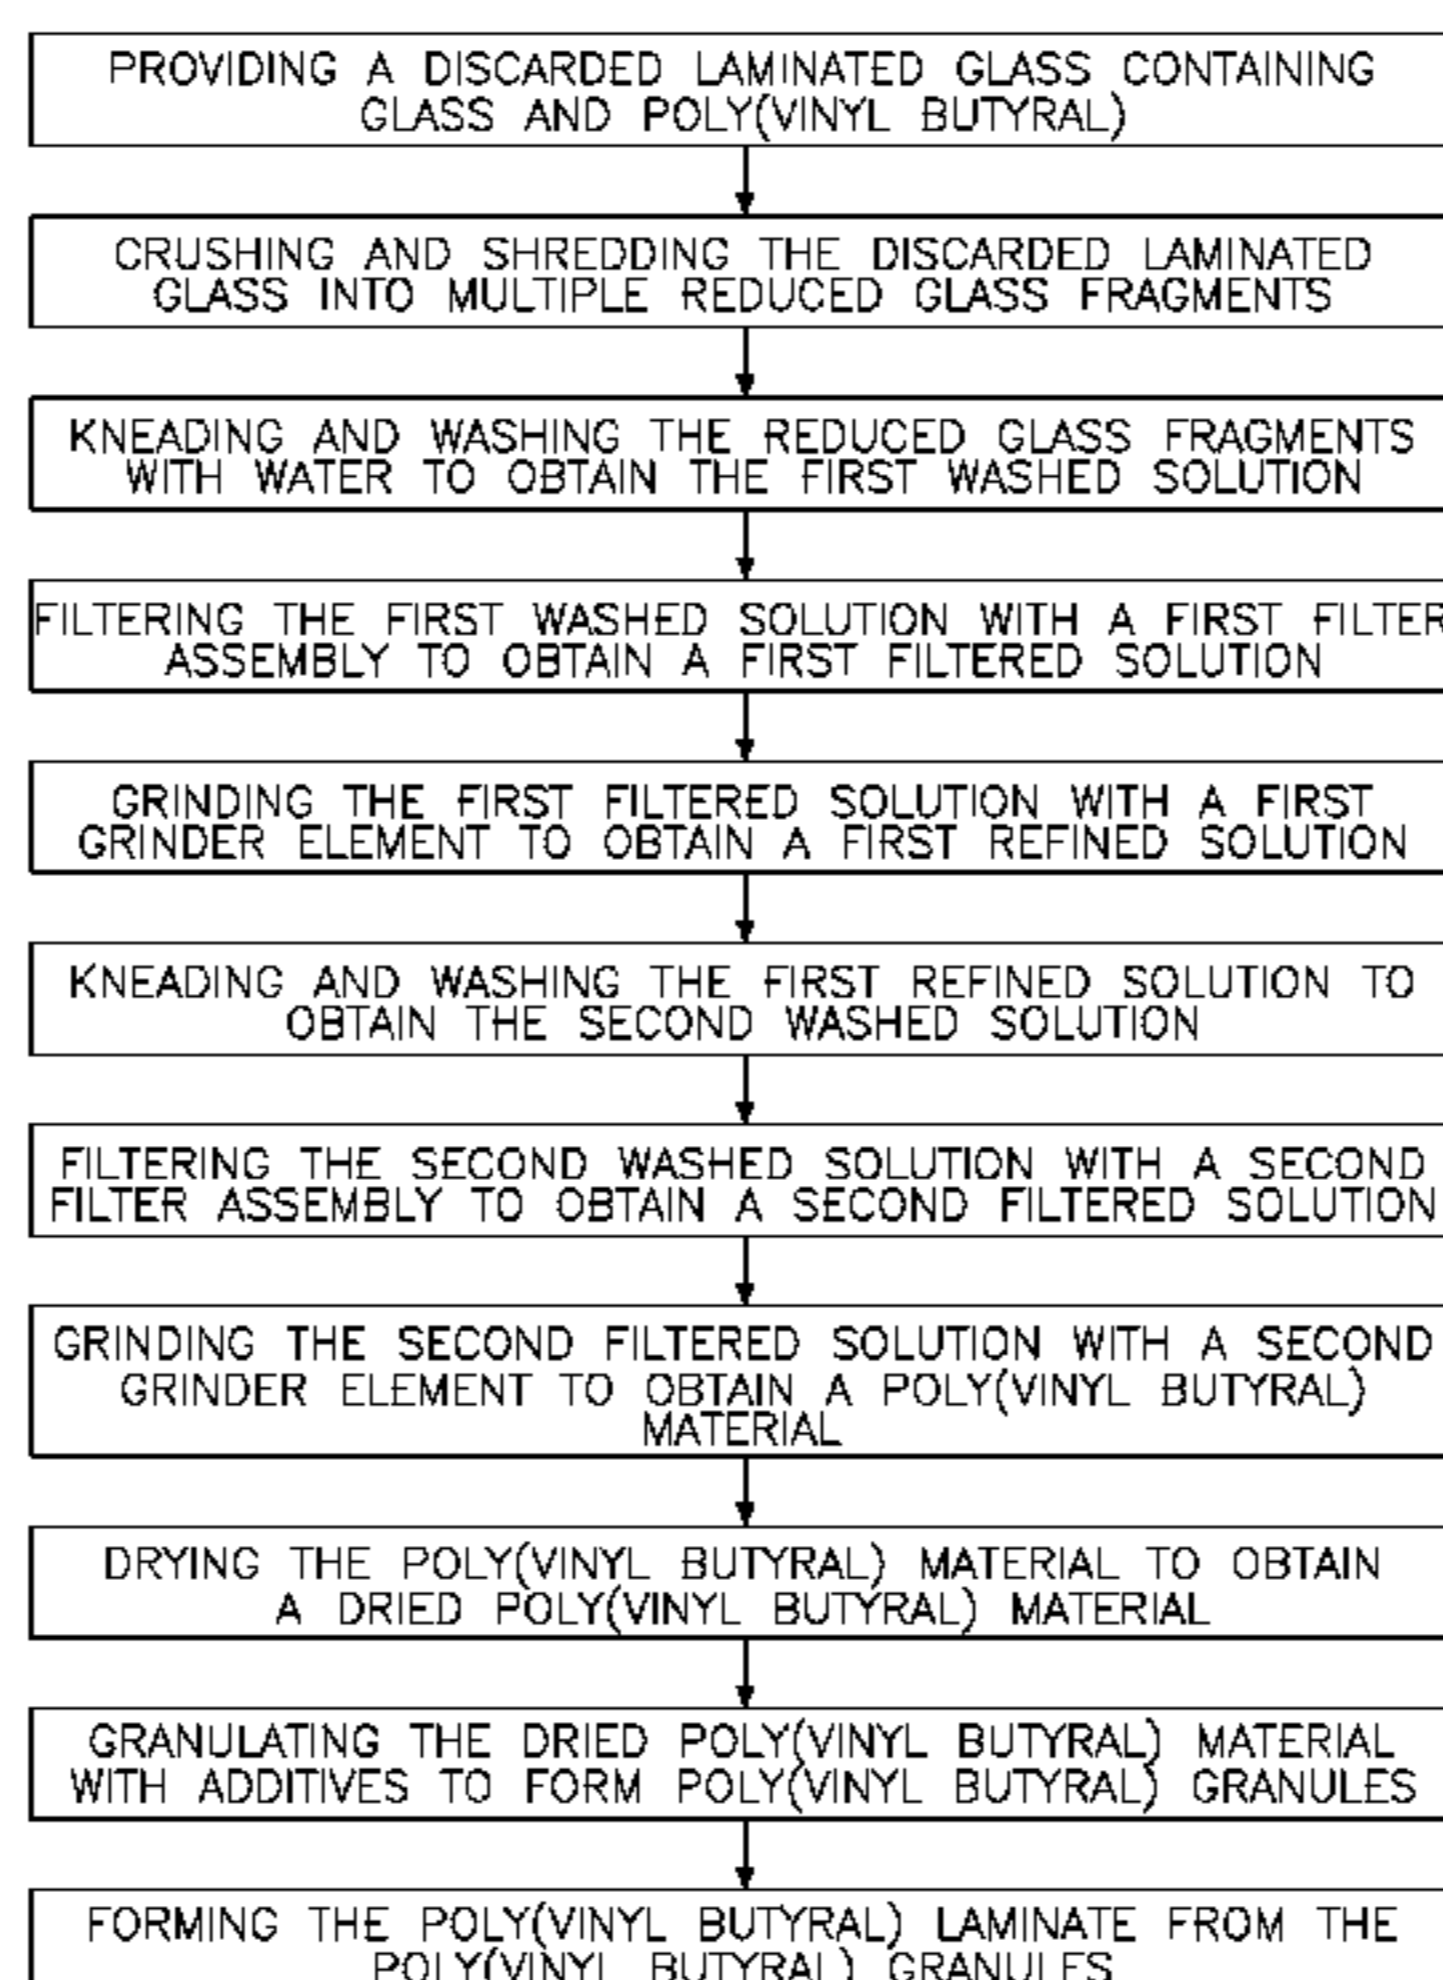 PROVIDING A DISCARDED LAMINATED GLASS CONTAINING
GLASS AND POLY(VINYL BUTYRAL)
CRUSHING AND SHREDDING THE DISCARDED LAMINATED
GLASS INTO MULTIPLE REDUCED GLASS FRAGMENTS
KNEADING AND WASHING THE REDUCED GLASS FRAGMENTS
WITH WATER TO OBTAIN THE FIRST WASHED SOLUTION
FILTERING THE FIRST WASHED SOLUTION WITH A FIRST FILTER
ASSEMBLY TO OBTAIN A FIRST FILTERED SOLUTION
GRINDING THE FIRST FILTERED SOLUTION WITH A FIRST
GRINDER ELEMENT TO OBTAIN A FIRST REFINED SOLUTION
KNEADING AND WASHING THE FIRST REFINED SOLUTION TO
OBTAIN THE SECOND WASHED SOLUTION
FILTERING THE SECOND WASHED SOLUTION WITH A SECOND
FILTER ASSEMBLY TO OBTAIN A SECOND FILTERED SOLUTION
GRINDING THE SECOND FILTERED SOLUTION WITH A SECOND
GRINDER ELEMENT TO OBTAIN A POLY(VINYL BUTYRAL)
MATERIAL
DRYING THE POLY(VINYL BUTYRAL) MATERIAL TO OBTAIN
A DRIED POLY(VINYL BUTYRAL) MATERIAL
GRANULATING THE DRIED POLY(VINYL BUTYRAL) MATERIAL
WITH ADDITIVES TO FORM POLY(VINYL BUTYRAL) GRANULES
FORMING THE POLY(VINYL BUTYRAL) LAMINATE FROM THE
POLY(VINYL BUTYRAL) GRANULES